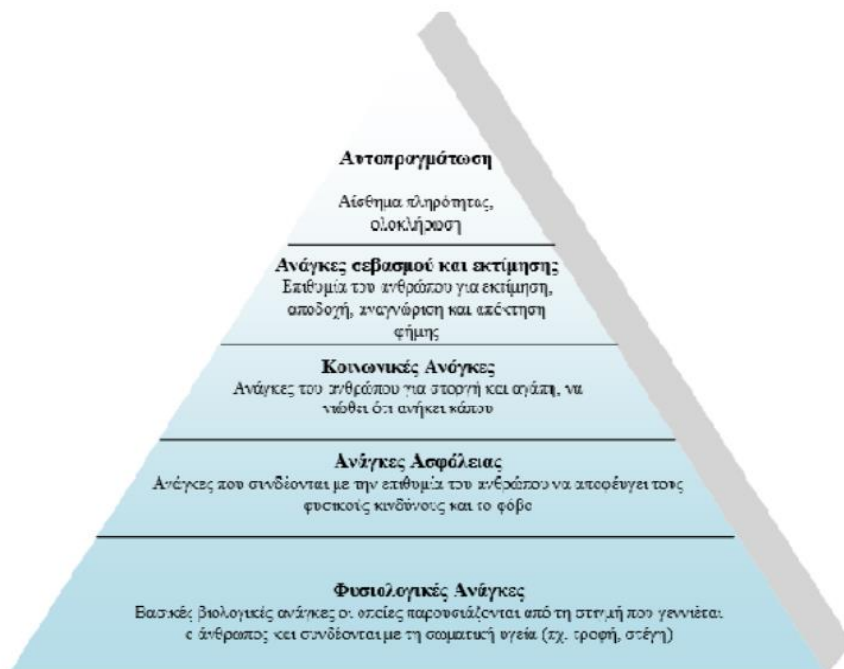 Αυτοπραγμάτωση
Αίσθημα πληρότητας,
ολοκλήρωση
Ανάγκες σεβασμού και εκτίμησης
Επιθυμία του ανθρώπου για εκτίμηση,
αποδοχή, αναγνώριση και απόκτηση
φήμης
Κοινωνικές Ανάγκες
Ανάγκες του ανθρώπου για στοργή και αγάπη, να
νιώθει ότι ανήκει κάπου
Ανάγκες Ασφάλειας
Ανάγκες που συνδέονται με την επιθυμία του ανθρώπου να αποφεύγει τους
φυσικούς κινδύνους και το φόβο
Φυσιολογικές Ανάγκες
Βασικές βιολογικές ανάγκες οι οποίες παρουσιάζονται από τη στιγμή που γεννιέται
ο άνθρωπος και συνδέονται με τη σωματική υγεία (πχ. τροφή, στέγη)